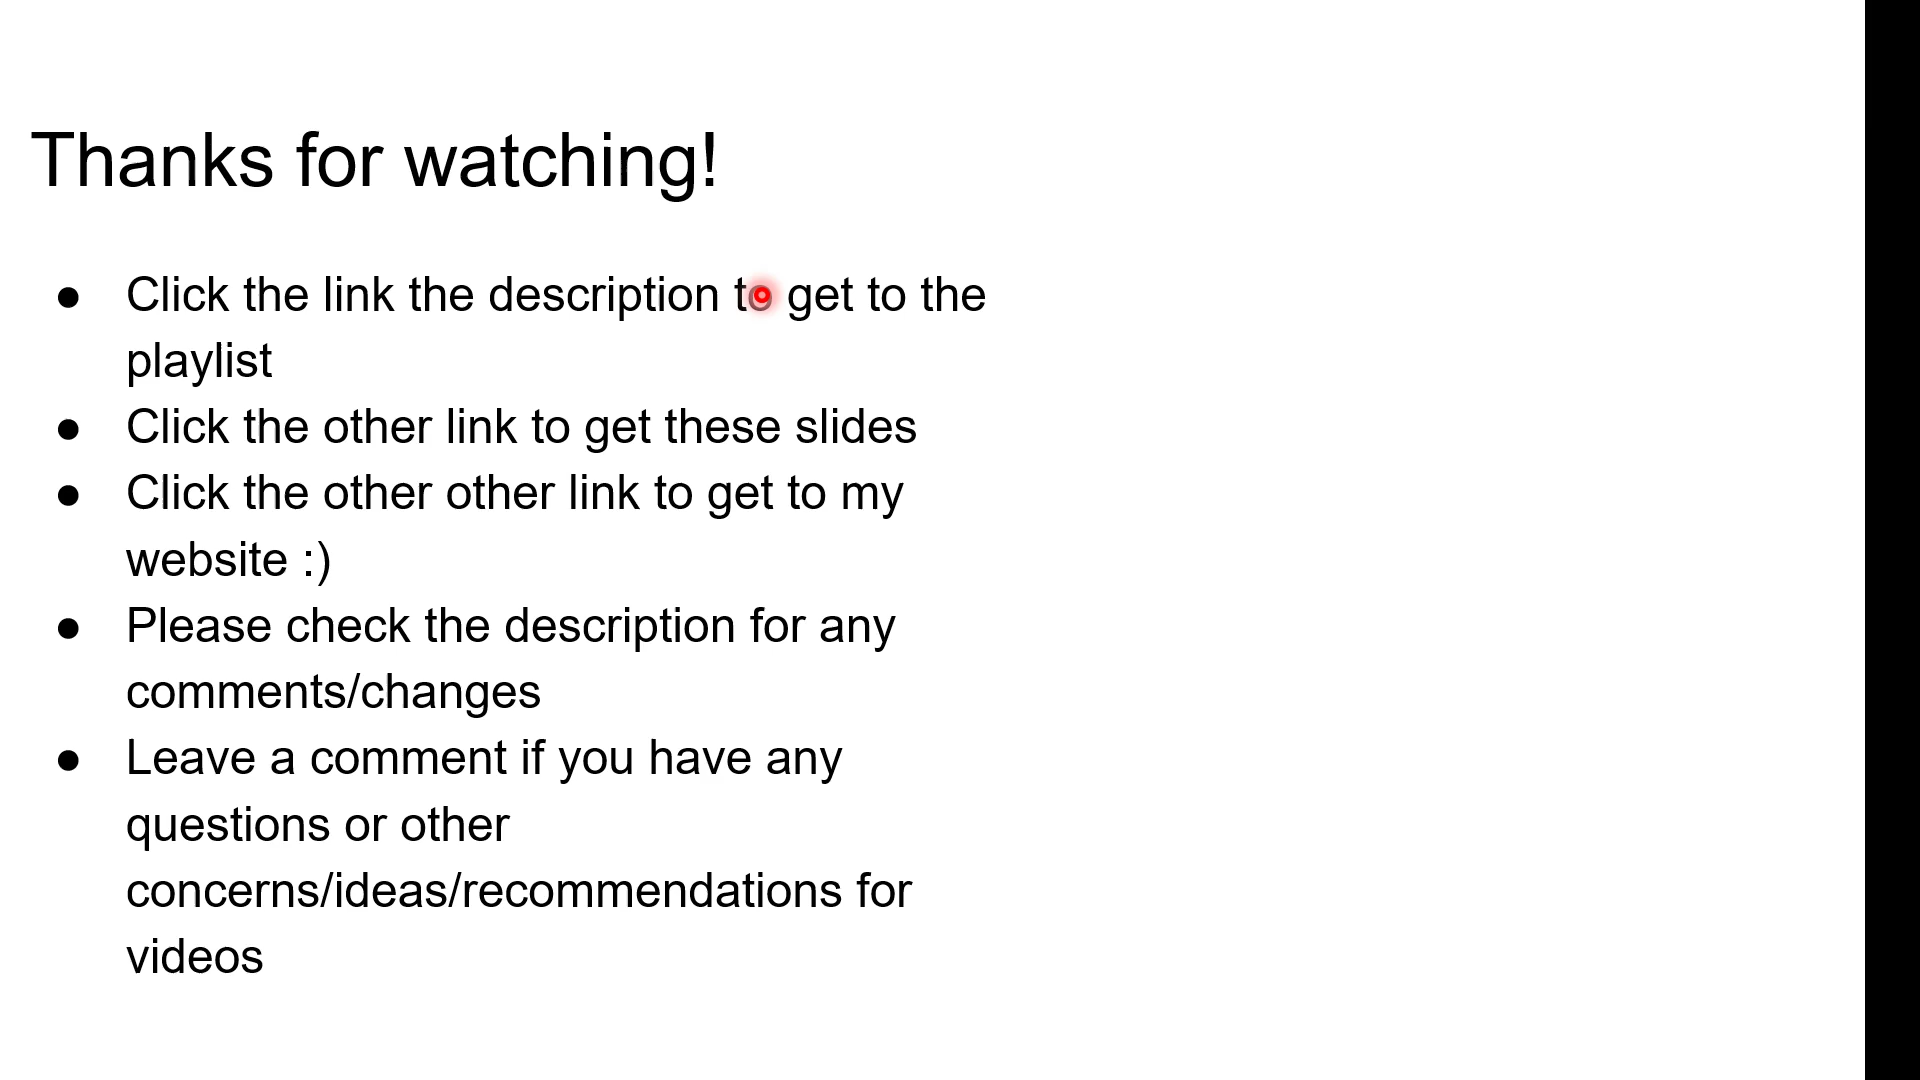 Thanks for watching!
● Click the link the description to get to the
playlist
● Click the other link to get these slides
● Click the other other link to get to my
website :)
● Please check the description for any
comments/changes
● Leave a comment if you have any
questions or other
concerns/ideas/recommendations for
videos